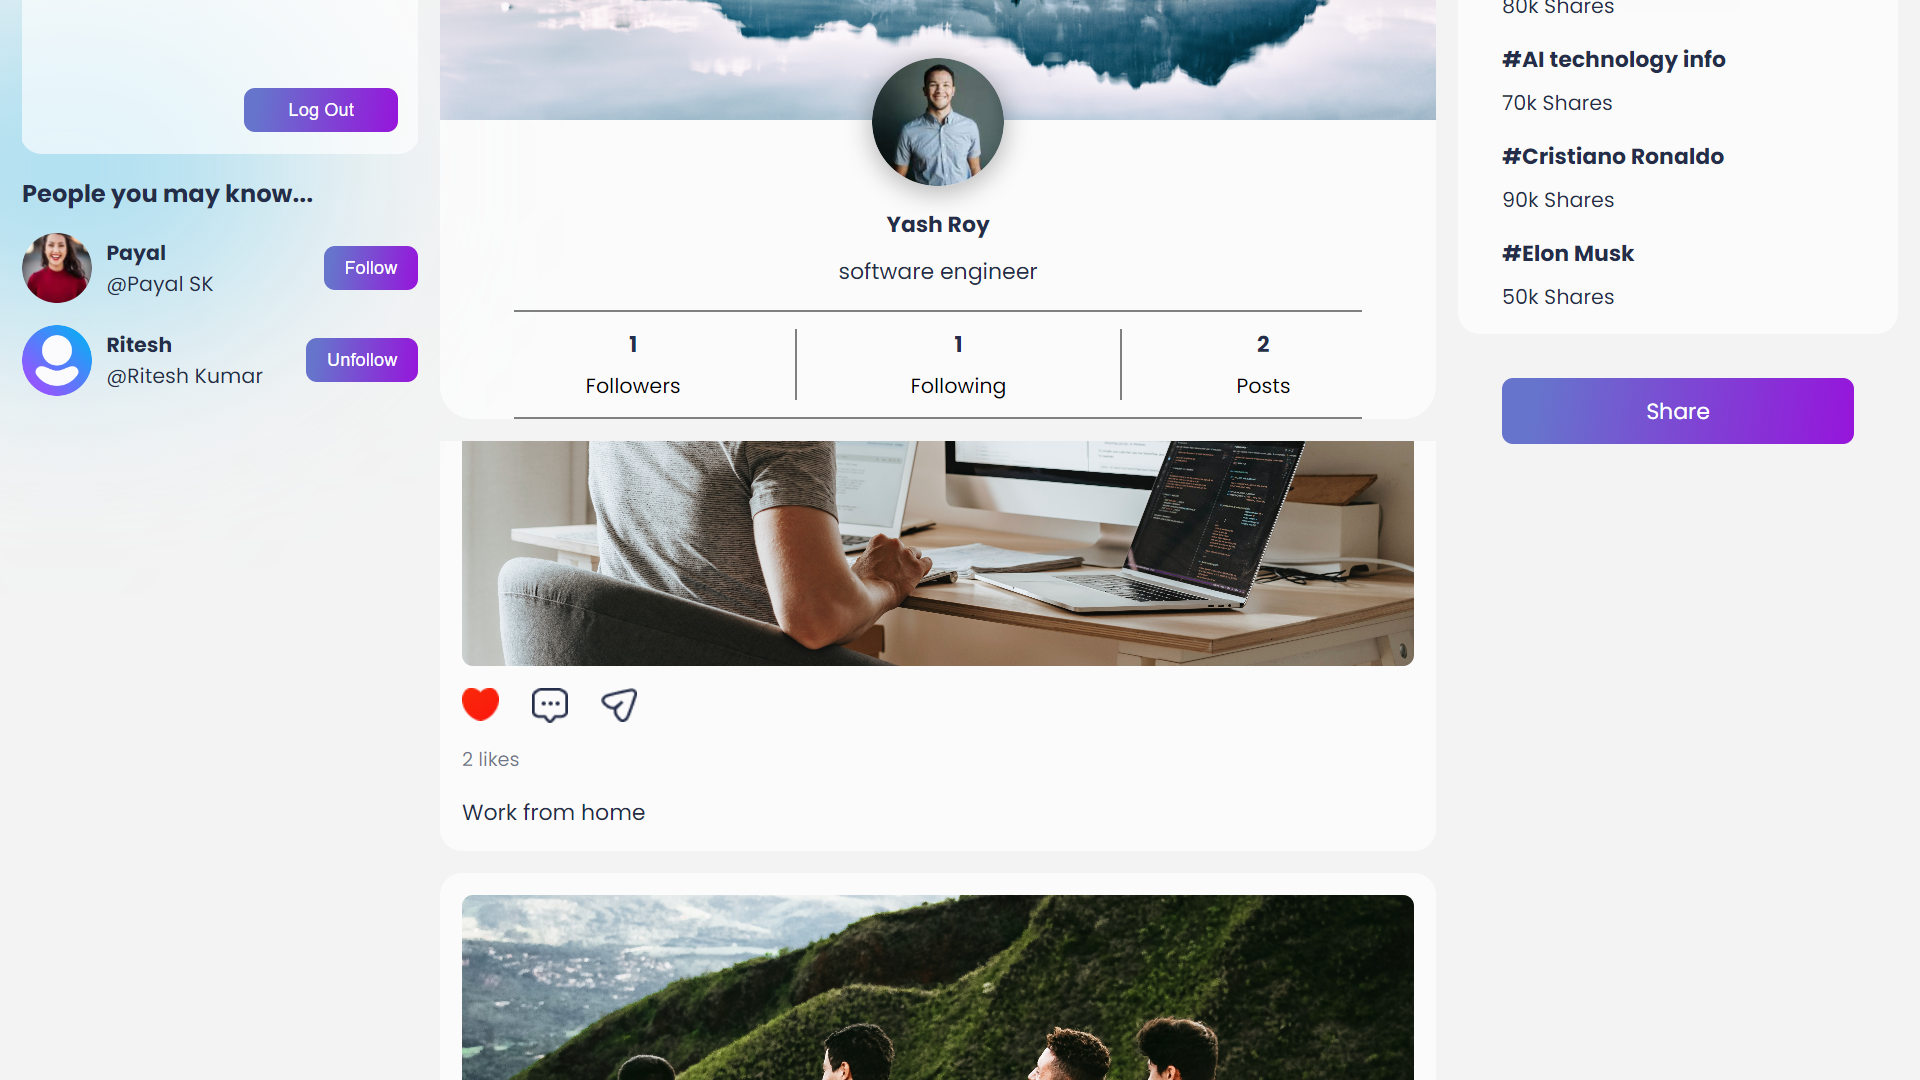 Log Out
People you may know...
Payal
@Payal SK
Follow
Ritesh
@Ritesh Kumar
Unfollow
Yash Roy
software engineer
1
Followers
1
Following
2
Posts
2 likes
Work from home
80k Shares
#AI technology info
70k Shares
#Cristiano Ronaldo
90k Shares
#Elon Musk
50k Shares
Share